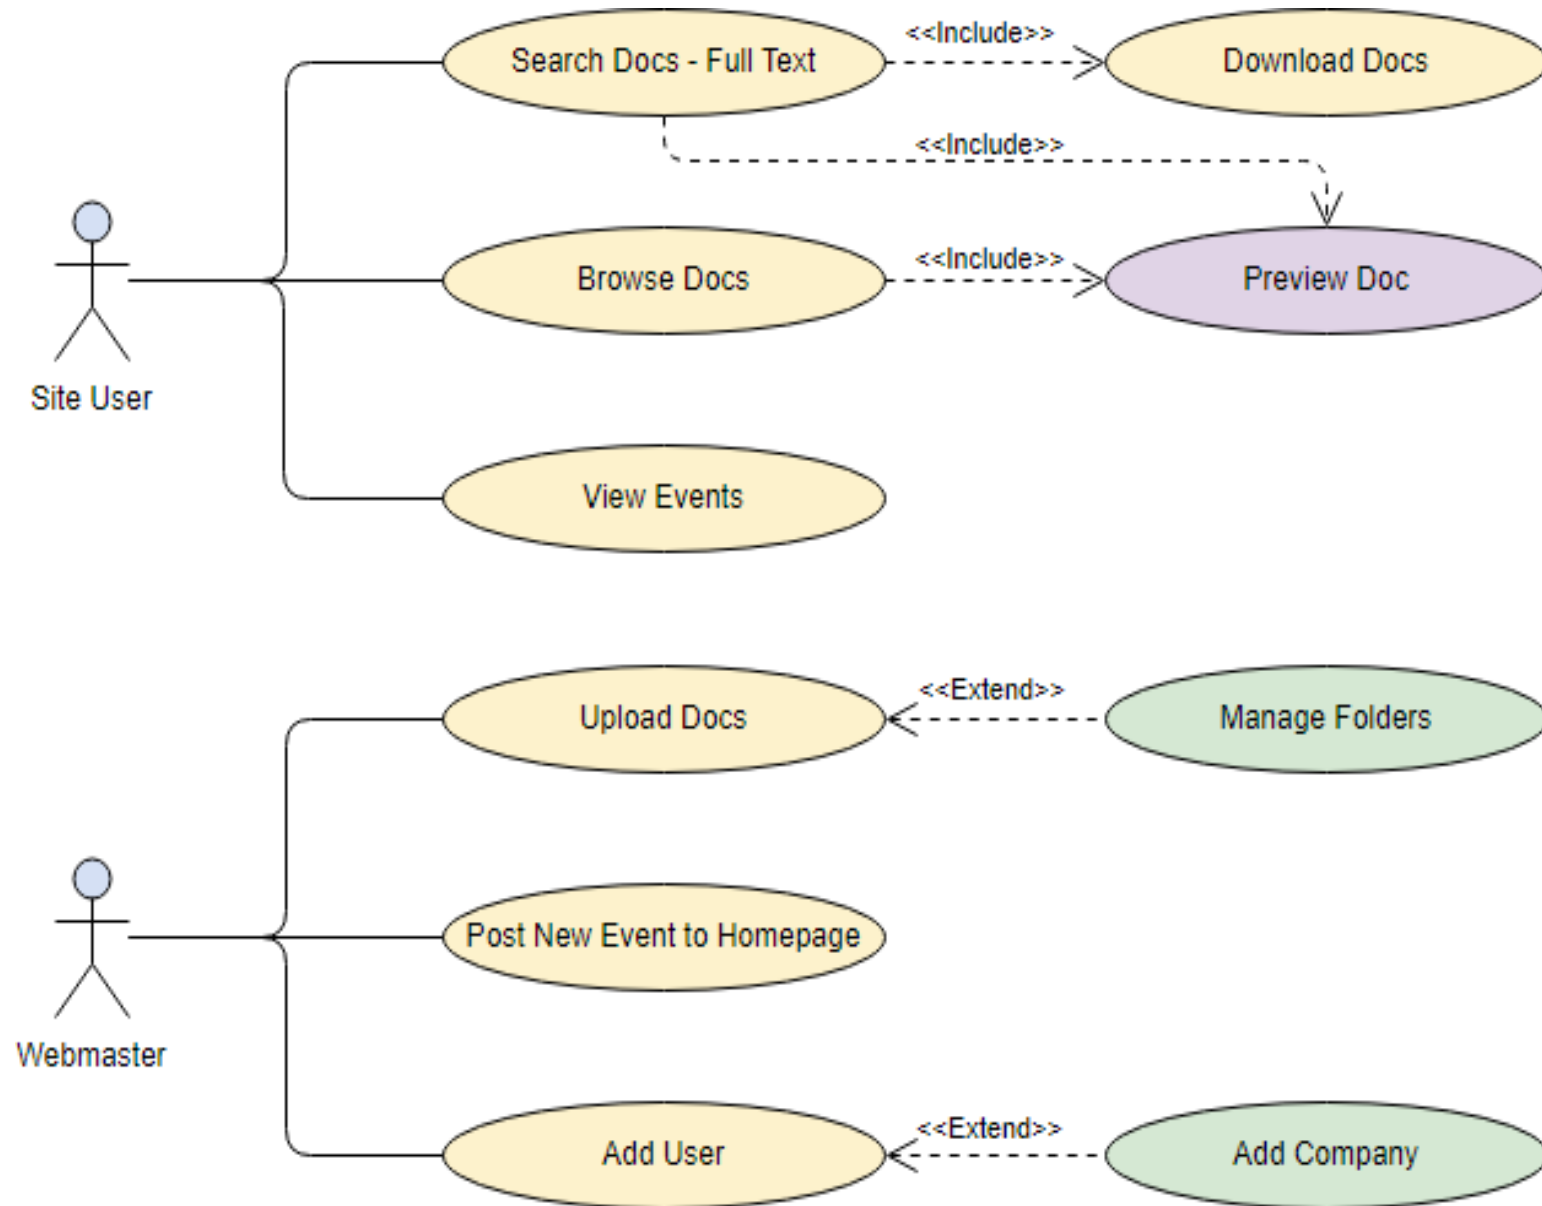 Search Docs - Full Text
<<Include>>
Download Docs
<<Include>>
Browse Docs
<<Include>>
Preview Doc
Site User
View Events
Upload Docs
<<Extend>>
Manage Folders
Post New Event to Homepage
Webmaster
Add User
<<Extend>>
Add Company